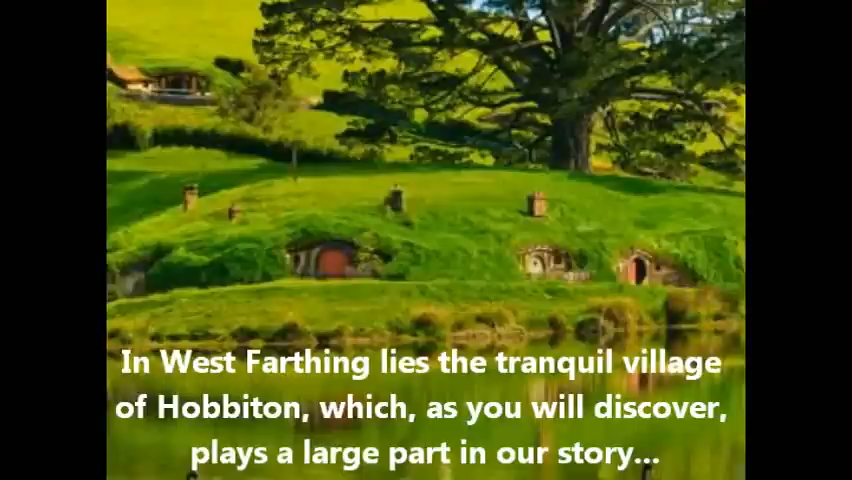 In West Farthing lies the tranquil village
of Hobbiton, which, as you will discover,
plays a large part in our story...